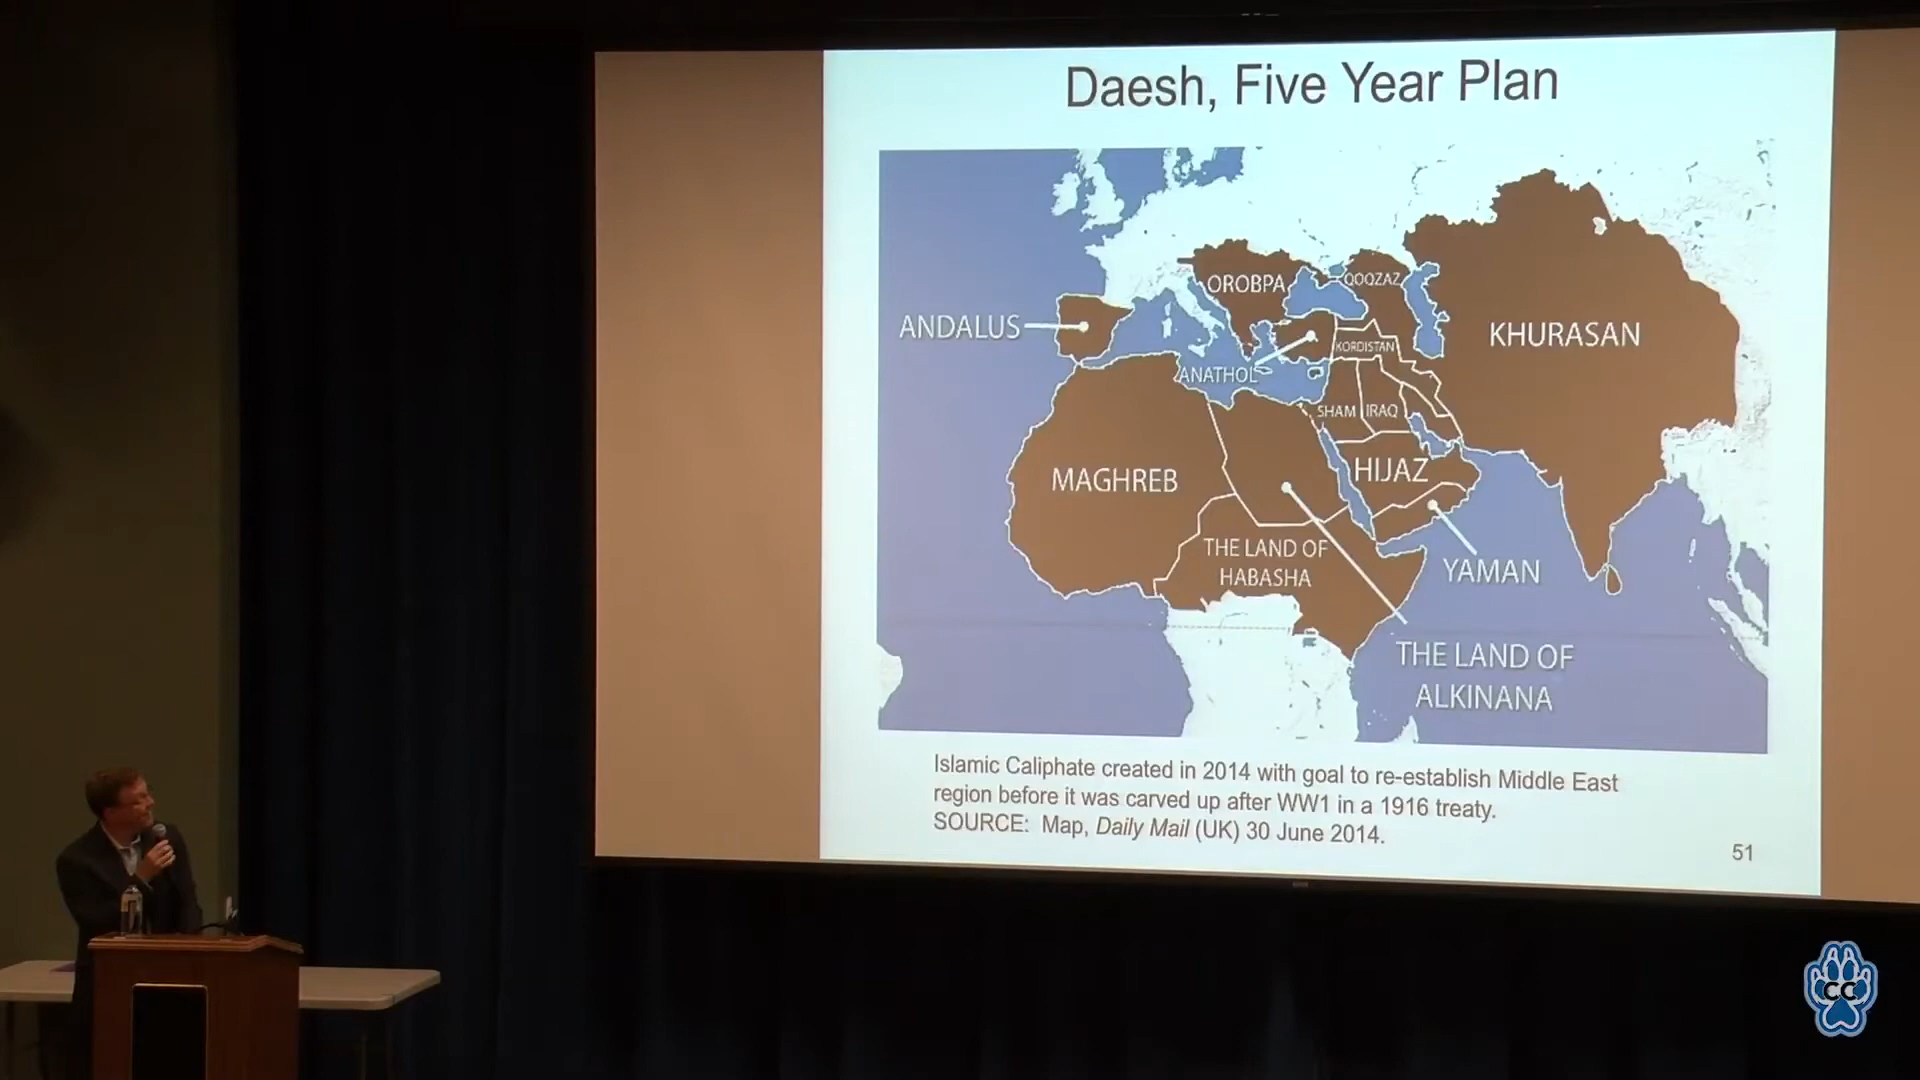 Daesh, Five Year Plan
OROBPA
QOQZAZ
ANDALUS
KHURASAN
KORDISTAN
ANATHOL
SHAM
IRAQ
MAGHREB
HIJAZ
THE LAND OF
HABASHA
YAMAN
THE LAND OF
ALKINANA
Islamic Caliphate created in 2014 with goal to re-establish Middle East
region before it was carved up after WW1 in a 1916 treaty.
SOURCE: Map, Daily Mail (UK) 30 June 2014.
51
CC